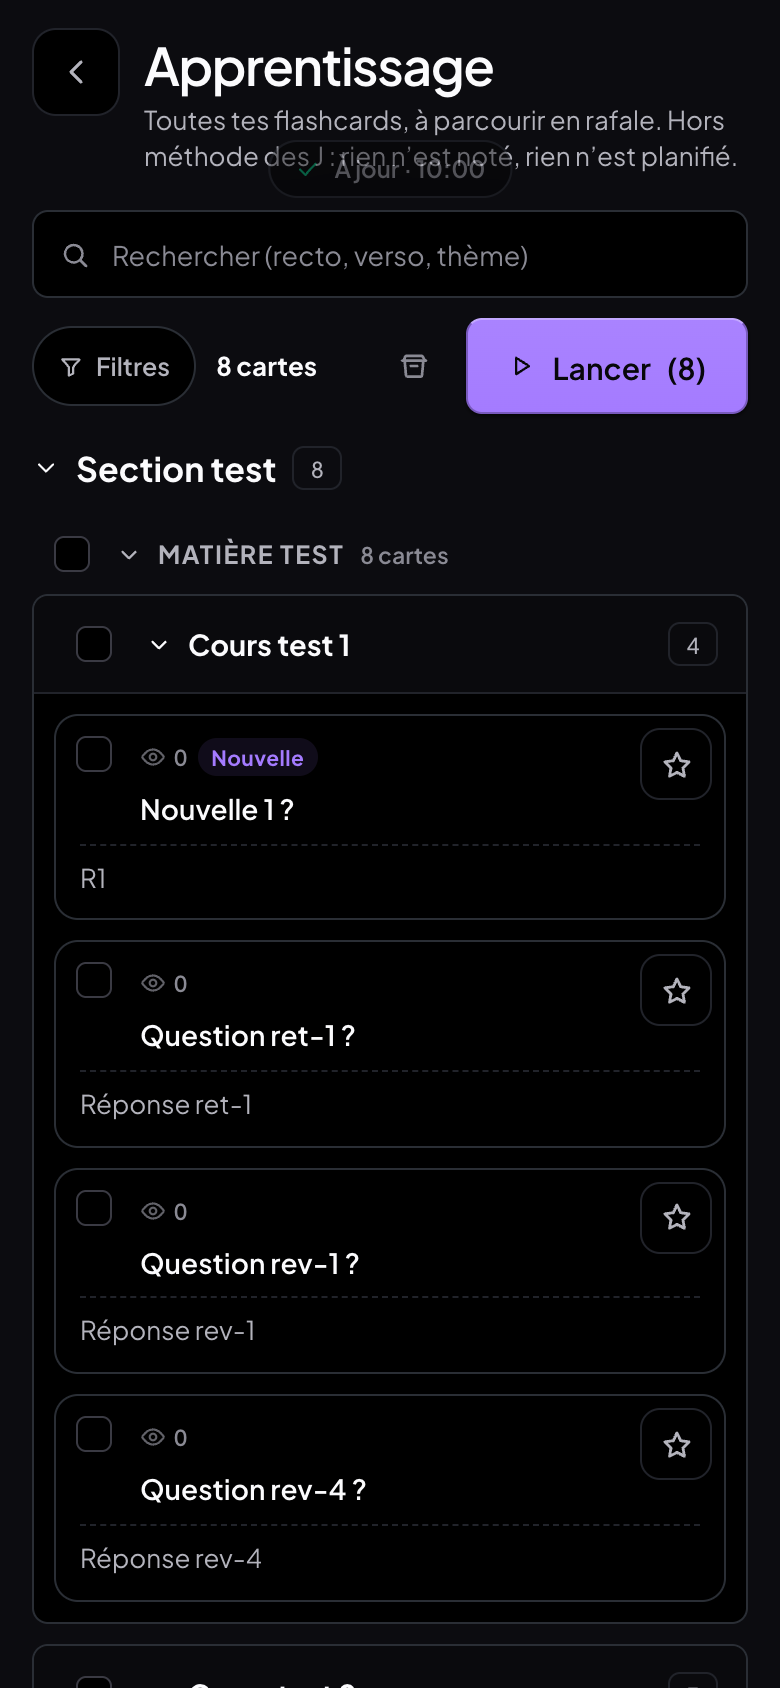 Apprentissage
Toutes tes flashcards, à parcourir en rafale. Hors
méthode des J : rien n'est noté, rien n'est planifié.
À jour · 10:00
Rechercher (recto, verso, thème)
Filtres
8 cartes
Lancer (8)
Section test
8
MATIÈRE TEST
8 cartes
Cours test 1
4
0
Nouvelle
Nouvelle 1 ?
R1
0
Question ret-1 ?
Réponse ret-1
0
Question rev-1 ?
Réponse rev-1
0
Question rev-4 ?
Réponse rev-4